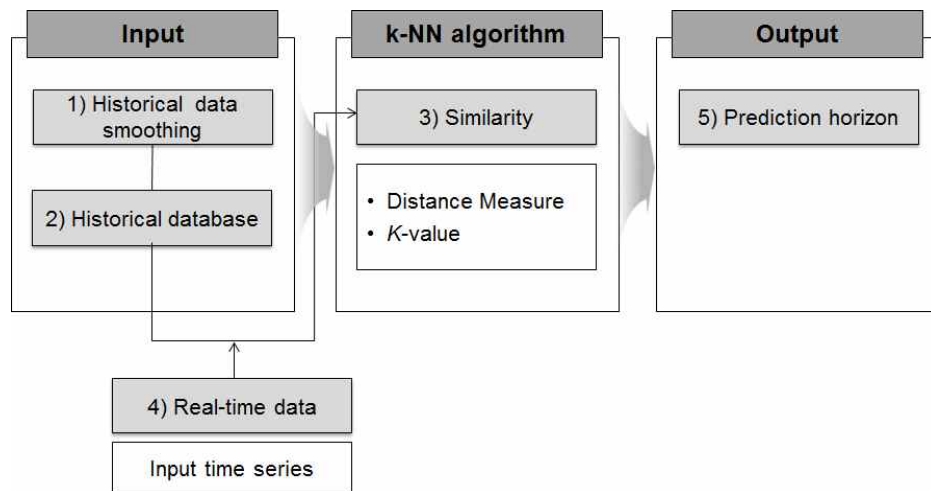 Input
1) Historical data
smoothing
2) Historical database
4) Real-time data
Input time series
k-NN algorithm
3) Similarity
• Distance Measure
• K-value
Output
5) Prediction horizon